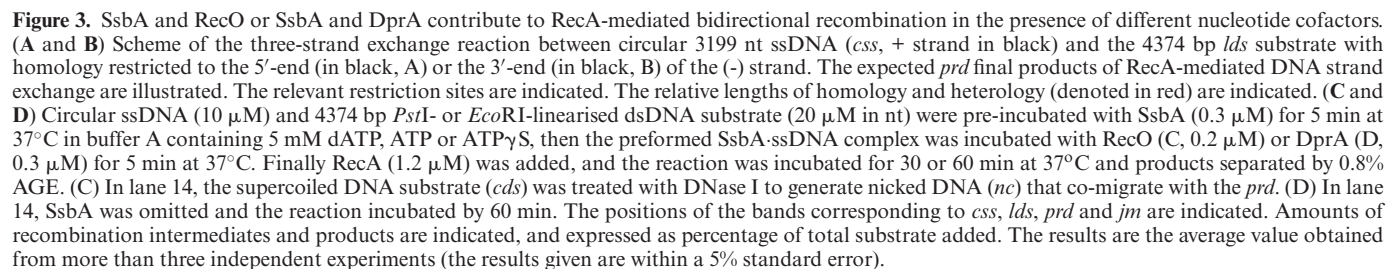 Figure 3. SsbA and RecO or SsbA and DprA contribute to RecA-mediated bidirectional recombination in the presence of different nucleotide cofactors.
(A and B) Scheme of the three-strand exchange reaction between circular 3199 nt ssDNA (css, + strand in black) and the 4374 bp lds substrate with
homology restricted to the 5′-end (in black, A) or the 3′-end (in black, B) of the (-) strand. The expected prd final products of RecA-mediated DNA strand
exchange are illustrated. The relevant restriction sites are indicated. The relative lengths of homology and heterology (denoted in red) are indicated. (C and
D) Circular ssDNA (10 μM) and 4374 bp PstI- or EcoRI-linearised dsDNA substrate (20 μM in nt) were pre-incubated with SsbA (0.3 μM) for 5 min at
37°C in buffer A containing 5 mM dATP, ATP or ATPγS, then the preformed SsbA·ssDNA complex was incubated with RecO (C, 0.2 μM) or DprA (D,
0.3 μM) for 5 min at 37°C. Finally RecA (1.2 μM) was added, and the reaction was incubated for 30 or 60 min at 37°C and products separated by 0.8%
AGE. (C) In lane 14, the supercoiled DNA substrate (cds) was treated with DNase I to generate nicked DNA (nc) that co-migrate with the prd. (D) In lane
14, SsbA was omitted and the reaction incubated by 60 min. The positions of the bands corresponding to css, lds, prd and jm are indicated. Amounts of
recombination intermediates and products are indicated, and expressed as percentage of total substrate added. The results are the average value obtained
from more than three independent experiments (the results given are within a 5% standard error).